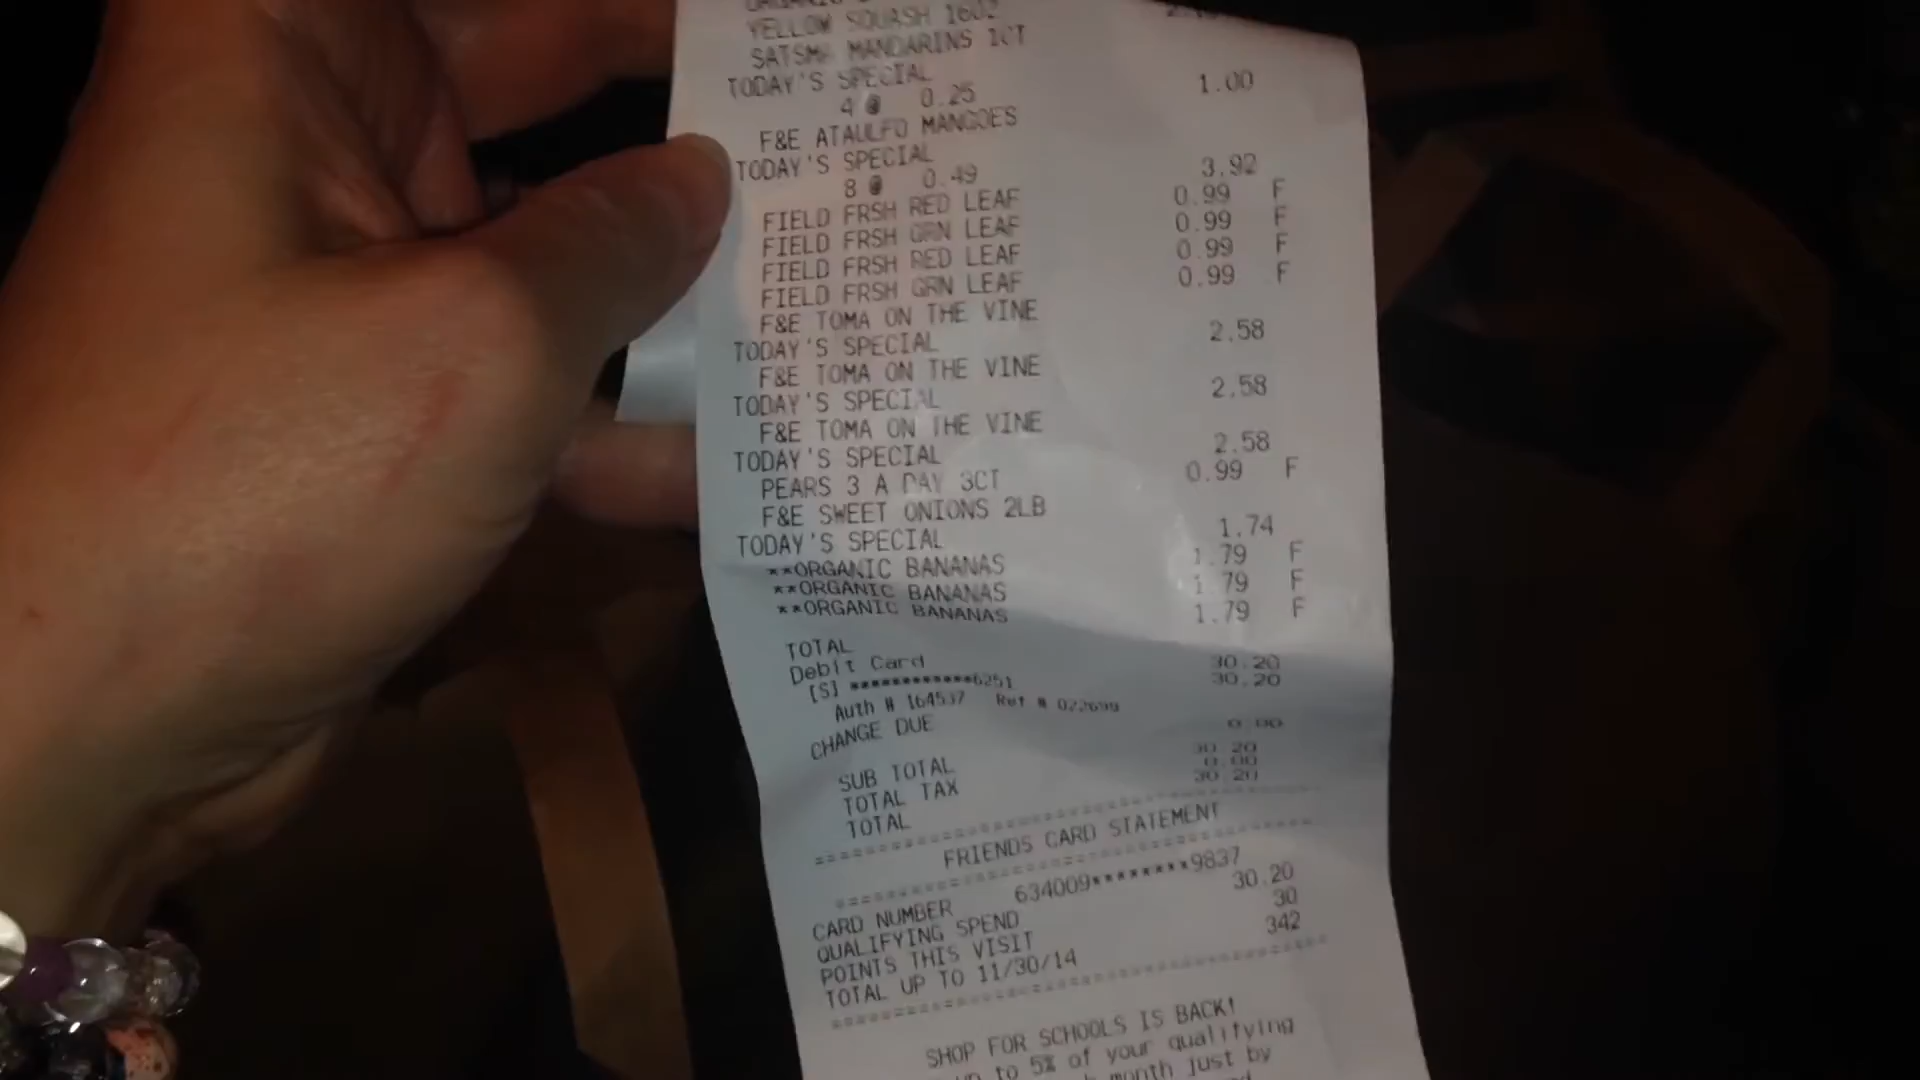 YELLOW SQUASH 16OZ
SATSMA MANDARINS 1CT
TODAY'S SPECIAL 1.00
4 @ 0.25
F&E ATAULFO MANGOES
TODAY'S SPECIAL 3.92
8 @ 0.49
FIELD FRSH RED LEAF 0.99 F
FIELD FRSH GRN LEAF 0.99 F
FIELD FRSH RED LEAF 0.99 F
FIELD FRSH GRN LEAF 0.99 F
F&E TOMA ON THE VINE
TODAY'S SPECIAL 2.58
F&E TOMA ON THE VINE
TODAY'S SPECIAL 2.58
F&E TOMA ON THE VINE
TODAY'S SPECIAL 2.58
PEARS 3 A DAY 3CT 0.99 F
F&E SWEET ONIONS 2LB
TODAY'S SPECIAL 1.74
**ORGANIC BANANAS 1.79 F
**ORGANIC BANANAS 1.79 F
**ORGANIC BANANAS 1.79 F
TOTAL 30.20
Debit Card 30.20
[S] ************6251
Auth # 164537 Ref # 022699
CHANGE DUE 0.00
SUB TOTAL 30.20
TOTAL TAX 0.00
TOTAL 30.20
FRIENDS CARD STATEMENT
CARD NUMBER 634009********9837
QUALIFYING SPEND 30.20
POINTS THIS VISIT 30
TOTAL UP TO 11/30/14 342
SHOP FOR SCHOOLS IS BACK!
up to 5% of your qualifying
month just by